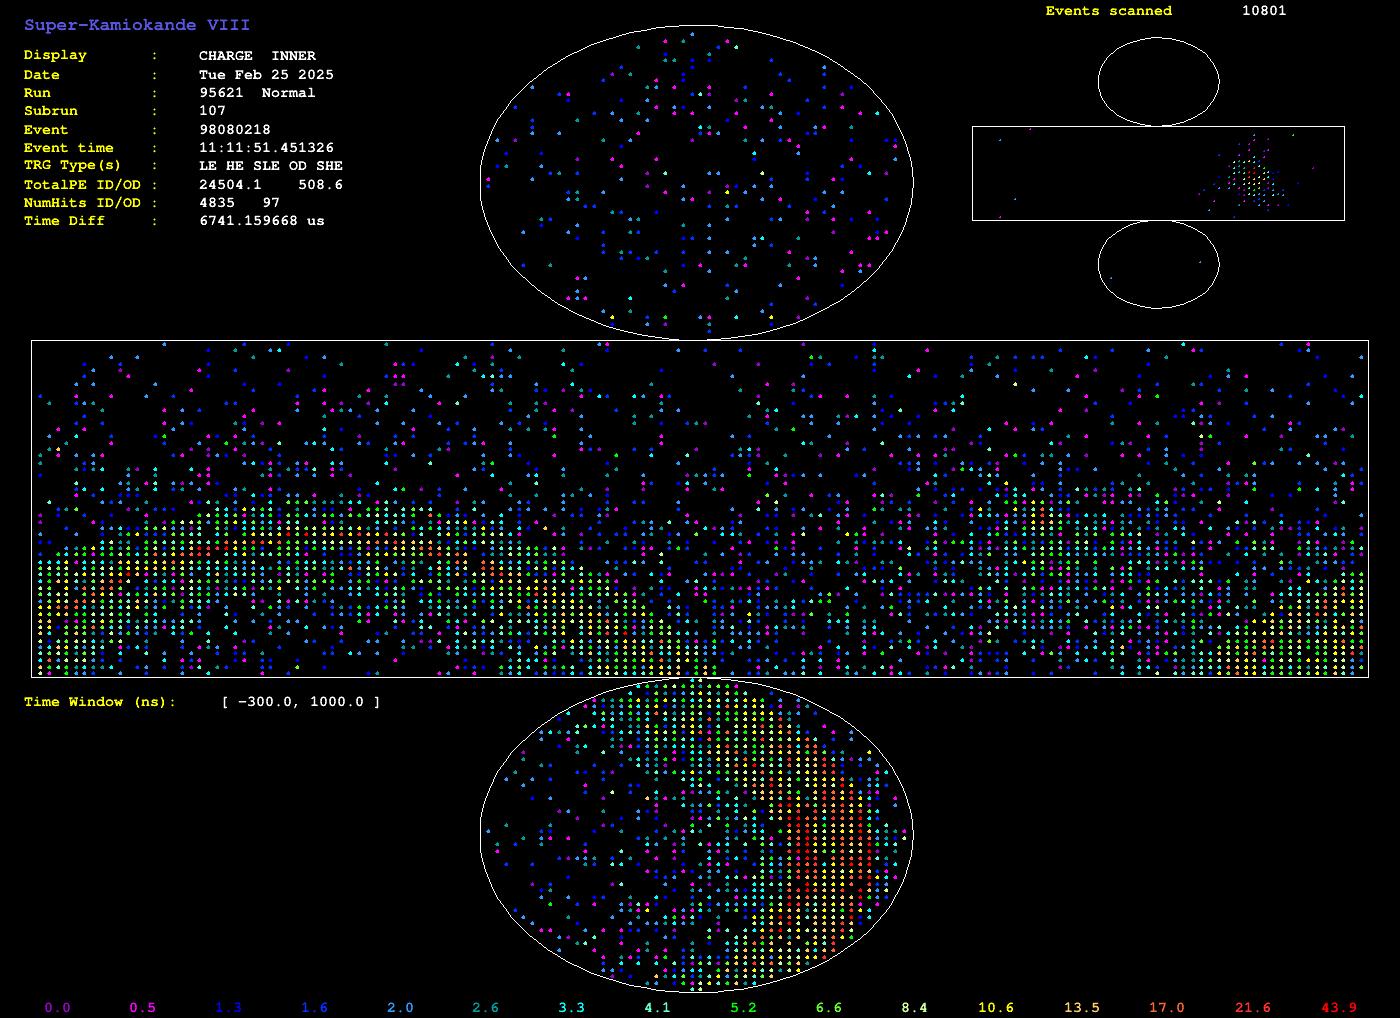 Super-Kamiokande VIII
Display : CHARGE INNER
Date : Tue Feb 25 2025
Run : 95621 Normal
Subrun : 107
Event : 98080218
Event time : 11:11:51.451326
TRG Type(s) : LE HE SLE OD SHE
TotalPE ID/OD : 24504.1 508.6
NumHits ID/OD : 4835 97
Time Diff : 6741.159668 us
Events scanned 10801
Time Window (ns): [ -300.0, 1000.0 ]
0.0 0.5 1.3 1.6 2.0 2.6 3.3 4.1 5.2 6.6 8.4 10.6 13.5 17.0 21.6 43.9